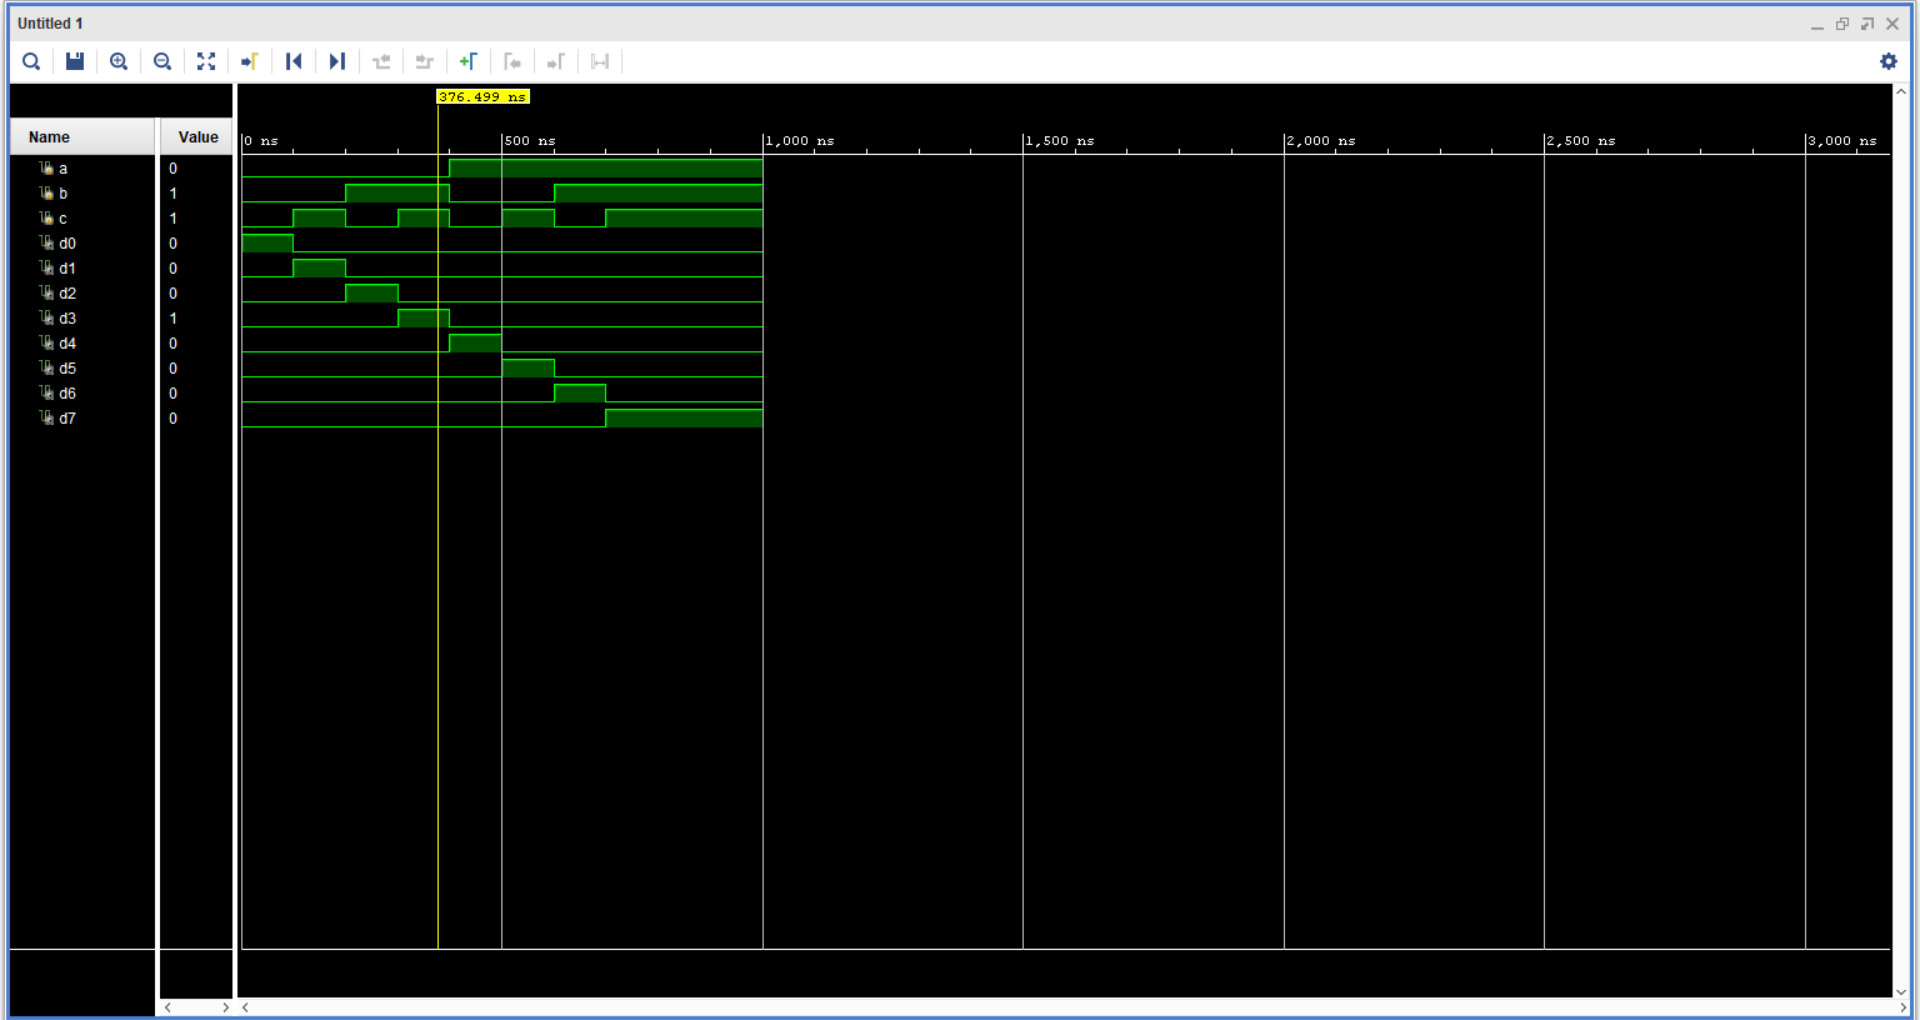 Untitled 1
376.499 ns
Name Value 0 ns 500 ns 1,000 ns 1,500 ns 2,000 ns 2,500 ns 3,000 ns
a 0
b 1
c 1
d0 0
d1 0
d2 0
d3 1
d4 0
d5 0
d6 0
d7 0